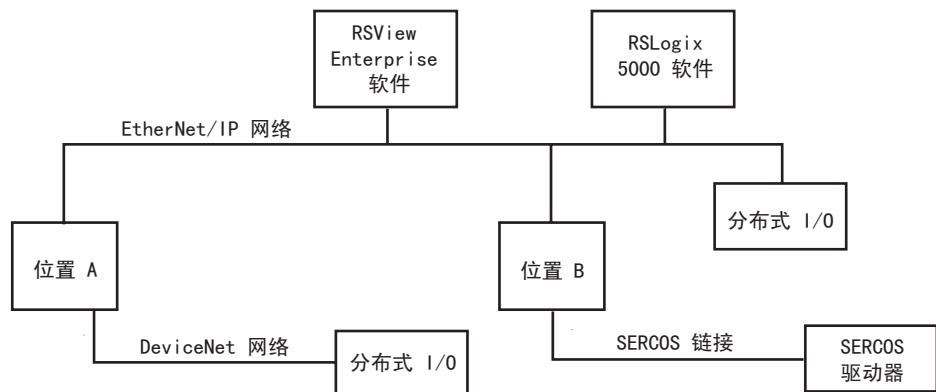 RSView
Enterprise
软件
RSLogix
5000 软件
EtherNet/IP 网络
分布式 I/O
位置 A
位置 B
DeviceNet 网络
分布式 I/O
SERCOS 链接
SERCOS
驱动器